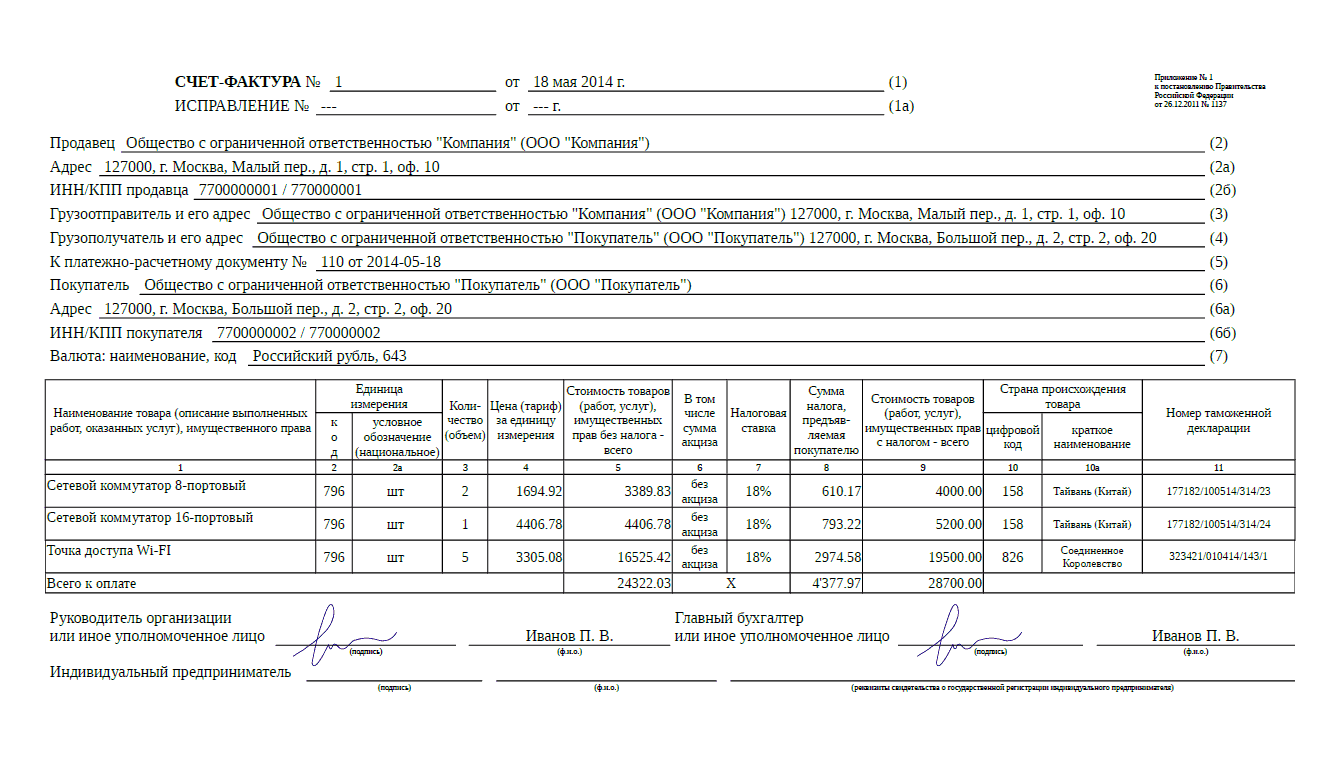 СЧЕТ-ФАКТУРА № 1 от 18 мая 2014 г. (1)
ИСПРАВЛЕНИЕ № --- от --- г. (1а)
Приложение № 1
к постановлению Правительства
Российской Федерации
от 26.12.2011 № 1137
Продавец Общество с ограниченной ответственностью "Компания" (ООО "Компания") (2)
Адрес 127000, г. Москва, Малый пер., д. 1, стр. 1, оф. 10 (2а)
ИНН/КПП продавца 7700000001 / 770000001 (2б)
Грузоотправитель и его адрес Общество с ограниченной ответственностью "Компания" (ООО "Компания") 127000, г. Москва, Малый пер., д. 1, стр. 1, оф. 10 (3)
Грузополучатель и его адрес Общество с ограниченной ответственностью "Покупатель" (ООО "Покупатель") 127000, г. Москва, Большой пер., д. 2, стр. 2, оф. 20 (4)
К платежно-расчетному документу № 110 от 2014-05-18 (5)
Покупатель Общество с ограниченной ответственностью "Покупатель" (ООО "Покупатель") (6)
Адрес 127000, г. Москва, Большой пер., д. 2, стр. 2, оф. 20 (6а)
ИНН/КПП покупателя 7700000002 / 770000002 (6б)
Валюта: наименование, код Российский рубль, 643 (7)
Наименование товара (описание выполненных
работ, оказанных услуг), имущественного права
Единица
измерения
к
о
д
условное
обозначение
(национальное)
Коли-
чество
(объем)
Цена (тариф)
за единицу
измерения
Стоимость товаров
(работ, услуг),
имущественных
прав без налога -
всего
В том
числе
сумма
акциза
Налоговая
ставка
Сумма
налога,
предъяв-
ляемая
покупателю
Стоимость товаров
(работ, услуг),
имущественных прав
с налогом - всего
Страна происхождения
товара
цифровой
код
краткое
наименование
Номер таможенной
декларации
1 2 2а 3 4 5 6 7 8 9 10 10а 11
Сетевой коммутатор 8-портовый 796 шт 2 1694.92 3389.83 без акциза 18% 610.17 4000.00 158 Тайвань (Китай) 177182/100514/314/23
Сетевой коммутатор 16-портовый 796 шт 1 4406.78 4406.78 без акциза 18% 793.22 5200.00 158 Тайвань (Китай) 177182/100514/314/24
Точка доступа Wi-FI 796 шт 5 3305.08 16525.42 без акциза 18% 2974.58 19500.00 826 Соединенное Королевство 323421/010414/143/1
Всего к оплате 24322.03 X 4'377.97 28700.00
Руководитель организации
или иное уполномоченное лицо Иванов П. В.
(подпись) (ф.и.о.)
Главный бухгалтер
или иное уполномоченное лицо Иванов П. В.
(подпись) (ф.и.о.)
Индивидуальный предприниматель
(подпись) (ф.и.о.) (реквизиты свидетельства о государственной регистрации индивидуального предпринимателя)